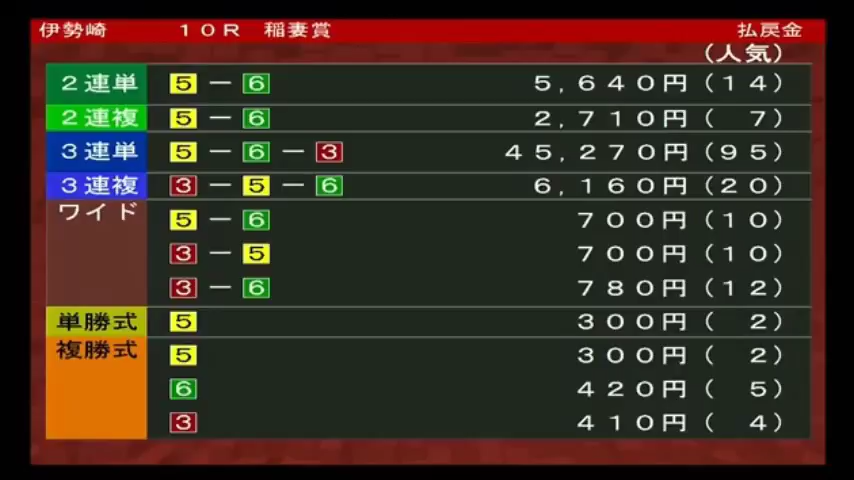 伊勢崎 10R 稲妻賞 払戻金
(人気)
2連単 5-6 5,640円(14)
2連複 5-6 2,710円( 7)
3連単 5-6-3 45,270円(95)
3連複 3-5-6 6,160円(20)
ワイド 5-6 700円(10)
3-5 700円(10)
3-6 780円(12)
単勝式 5 300円( 2)
複勝式 5 300円( 2)
6 420円( 5)
3 410円( 4)